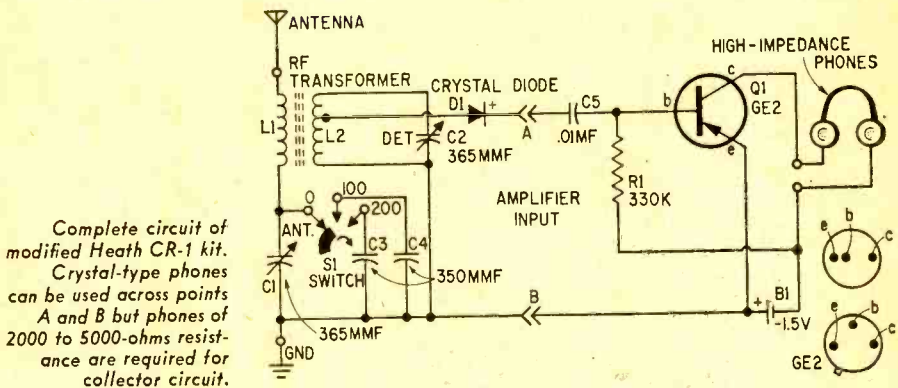 ANTENNA
RF
TRANSFORMER
L1
L2
CRYSTAL DIODE
D1
+
DET
C2
365MMF
A
C5
.01MF
b
c
e
Q1
GE2
HIGH-IMPEDANCE
PHONES
R1
330K
AMPLIFIER
INPUT
0
100
200
ANT.
S1
SWITCH
C3
C4
350MMF
C1
365MMF
GND
B
+
B1
-1.5V
e
b
c
e
b
c
GE2
Complete circuit of
modified Heath CR-1 kit.
Crystal-type phones
can be used across points
A and B but phones of
2000 to 5000-ohms resist-
ance are required for
collector circuit.